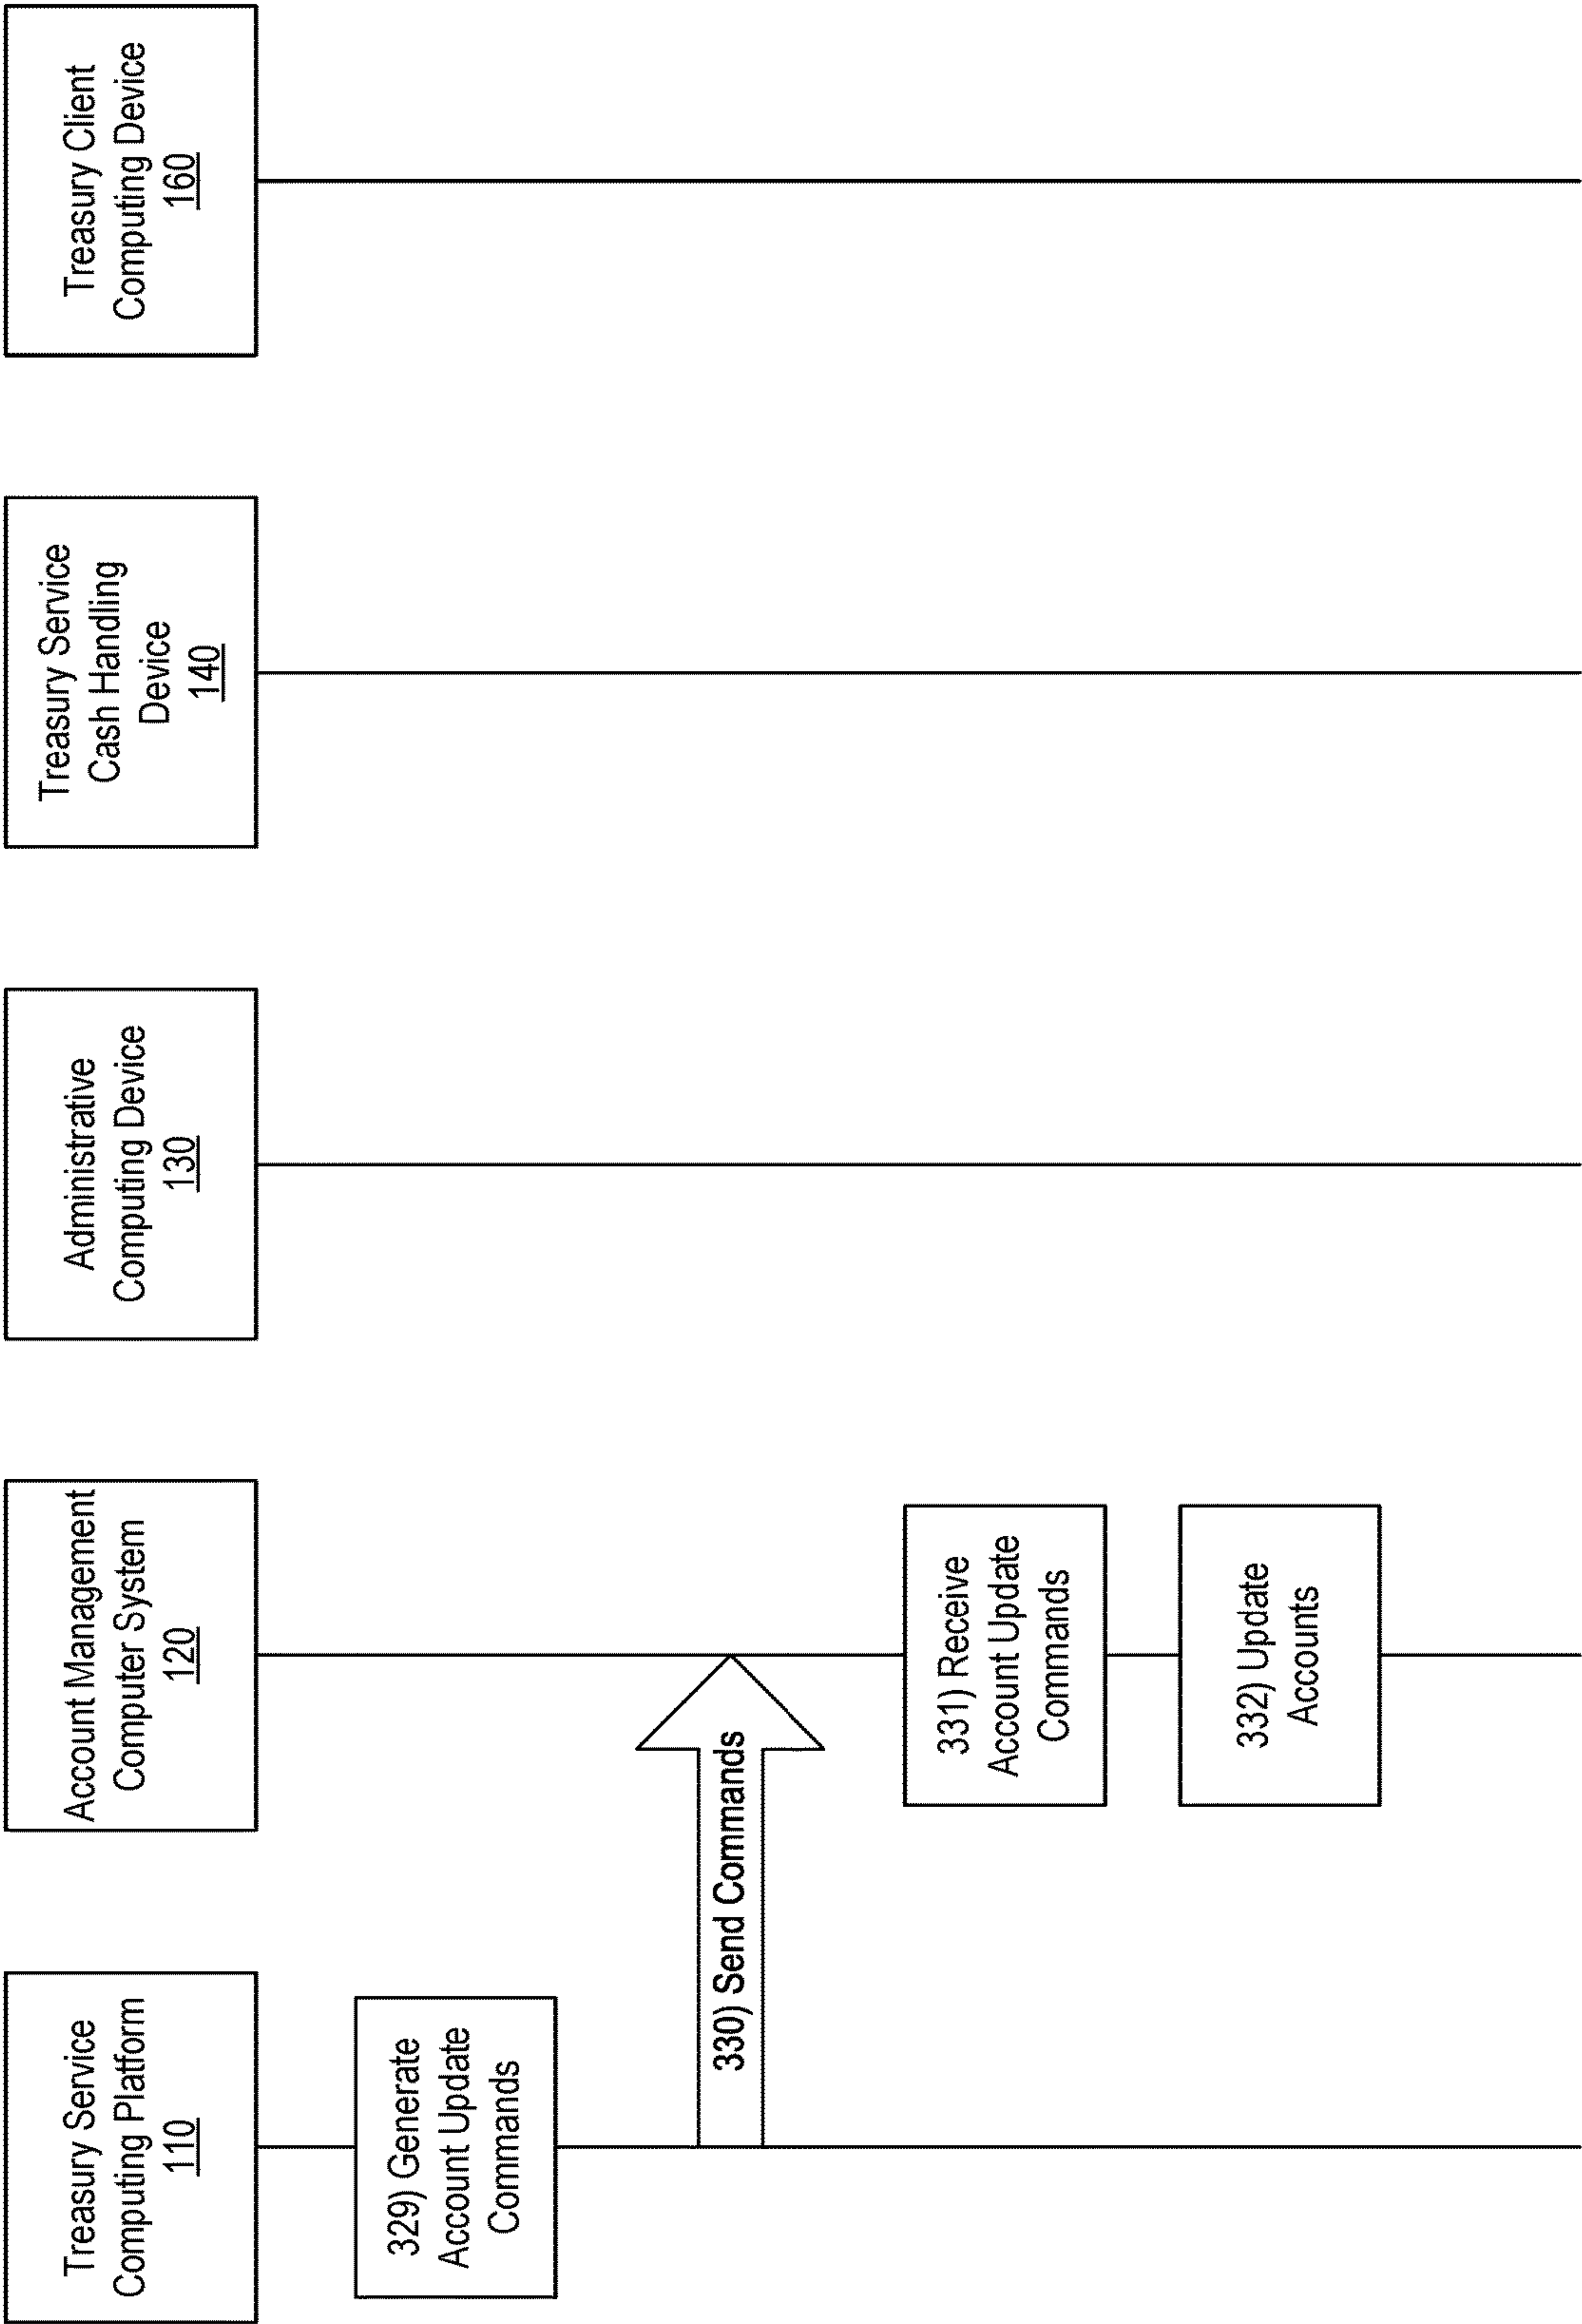 Treasury Service
Computing Platform
110
Account Management
Computer System
120
Administrative
Computing Device
130
Treasury Service
Cash Handling
Device
140
Treasury Client
Computing Device
160
329) Generate
Account Update
Commands
330) Send Commands
331) Receive
Account Update
Commands
332) Update
Accounts